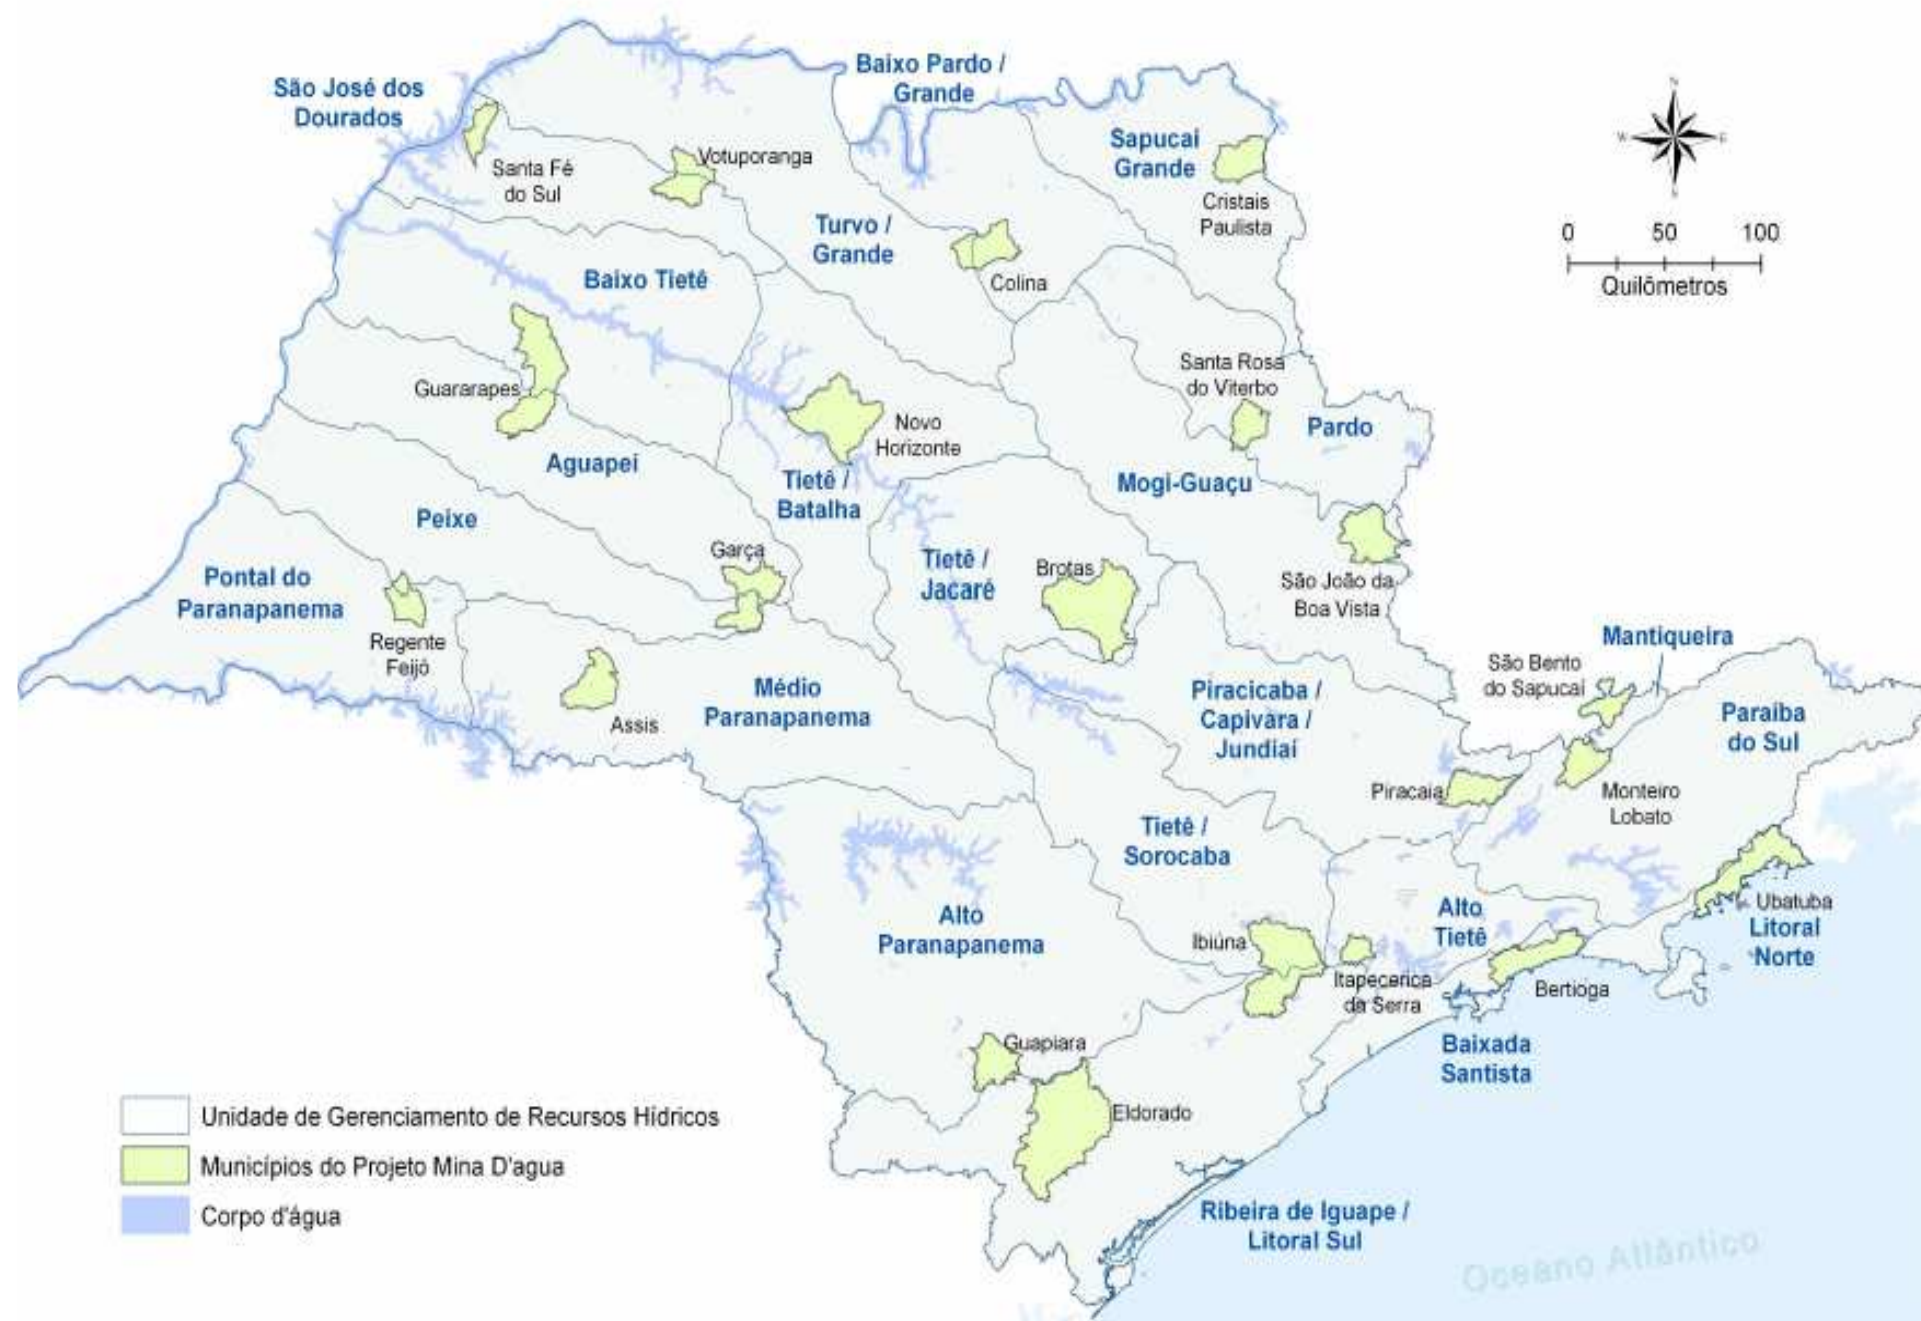 São José dos
Dourados
Baixo Pardo /
Grande
N
W
E
S
Sapucaí
Grande
Santa Fé
do Sul
Votuporanga
Cristais
Paulista
Turvo /
Grande
0 50 100
Quilômetros
Baixo Tietê
Colina
Guararapes
Santa Rosa
do Viterbo
Novo
Horizonte
Pardo
Aguapeí
Tietê /
Batalha
Mogi-Guaçu
Peixe
Garça
Pontal do
Paranapanema
Tietê /
Jacaré
Brotas
São João da
Boa Vista
Regente
Feijó
Mantiqueira
São Bento
do Sapucaí
Assis
Médio
Paranapanema
Piracicaba /
Capivara /
Jundiaí
Paraíba
do Sul
Piracaia
Monteiro
Lobato
Tietê /
Sorocaba
Alto
Paranapanema
Ibiúna
Alto
Tietê
Ubatuba
Litoral
Norte
Itapecerica
da Serra
Bertioga
Guapiara
Baixada
Santista
Eldorado
Unidade de Gerenciamento de Recursos Hídricos
Municípios do Projeto Mina D'agua
Corpo d'água
Ribeira de Iguape /
Litoral Sul
Oceano Atlântico